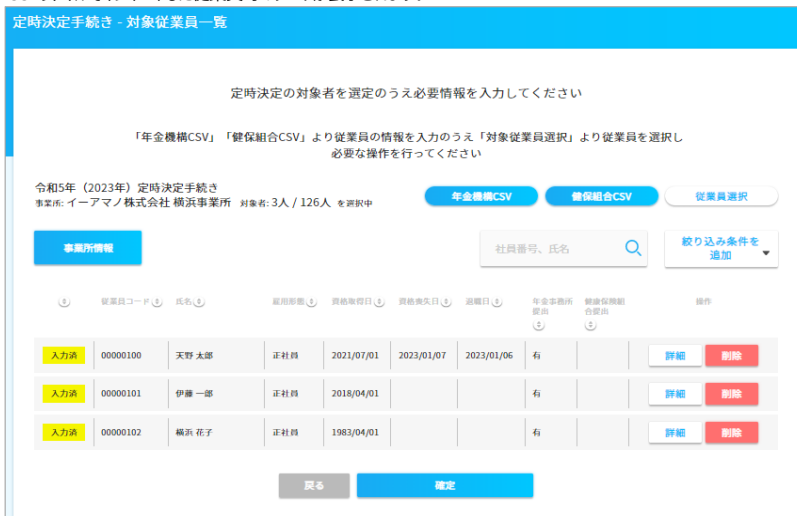 定時決定手続き - 対象従業員一覧
定時決定の対象者を選定のうえ必要情報を入力してください
「年金機構CSV」「健保組合CSV」より従業員の情報を入力のうえ「対象従業員選択」より従業員を選択し
必要な操作を行ってください
令和5年（2023年）定時決定手続き
事業所: イーアマノ株式会社 横浜事業所 対象者: 3人 / 126人 を選択中
年金機構CSV 健保組合CSV 従業員選択
事業所情報 社員番号、氏名 絞り込み条件を
追加
従業員コード 氏名 雇用形態 資格取得日 資格喪失日 退職日 年金事務所 健康保険組 操作
提出 合提出
入力済 00000100 天野 太郎 正社員 2021/07/01 2023/01/07 2023/01/06 有 詳細 削除
入力済 00000101 伊藤 一郎 正社員 2018/04/01 有 詳細 削除
入力済 00000102 横浜 花子 正社員 1983/04/01 有 詳細 削除
戻る 確定